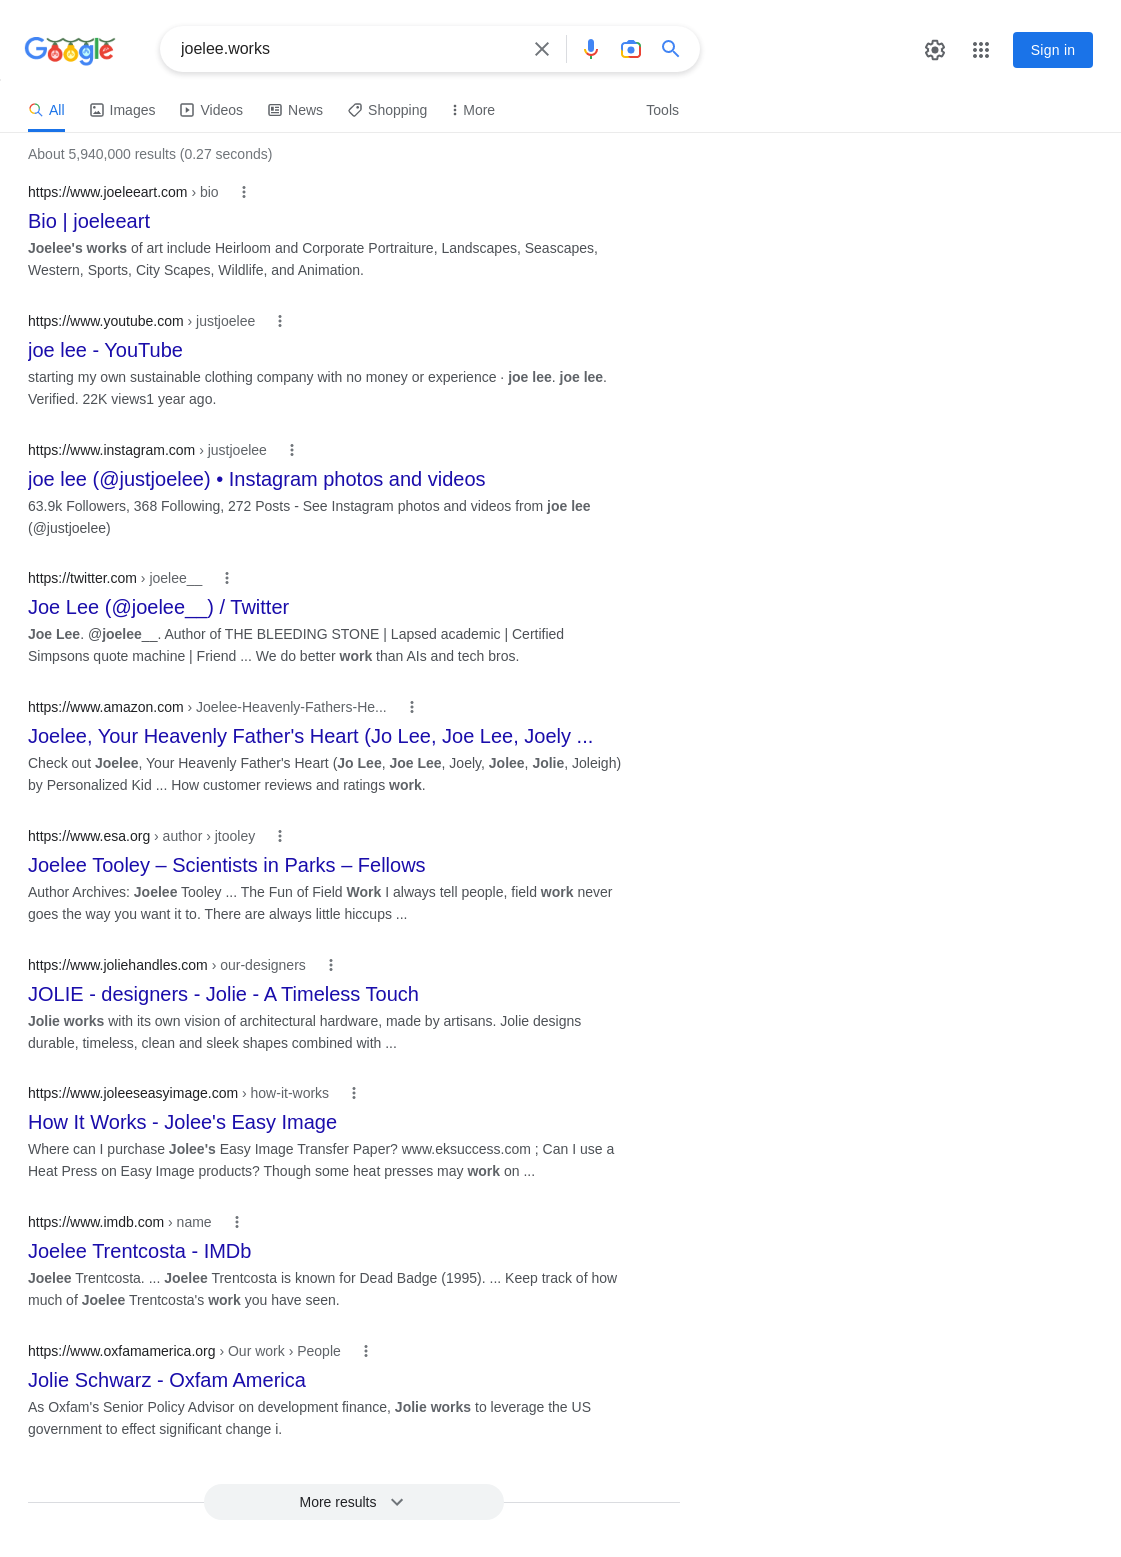 Google
joelee.works
Sign in
All Images Videos News Shopping More Tools
About 5,940,000 results (0.27 seconds)
https://www.joeleeart.com › bio
Bio | joeleeart
Joelee's works of art include Heirloom and Corporate Portraiture, Landscapes, Seascapes,
Western, Sports, City Scapes, Wildlife, and Animation.
https://www.youtube.com › justjoelee
joe lee - YouTube
starting my own sustainable clothing company with no money or experience · joe lee. joe lee.
Verified. 22K views1 year ago.
https://www.instagram.com › justjoelee
joe lee (@justjoelee) • Instagram photos and videos
63.9k Followers, 368 Following, 272 Posts - See Instagram photos and videos from joe lee
(@justjoelee)
https://twitter.com › joelee__
Joe Lee (@joelee__) / Twitter
Joe Lee. @joelee__. Author of THE BLEEDING STONE | Lapsed academic | Certified
Simpsons quote machine | Friend ... We do better work than AIs and tech bros.
https://www.amazon.com › Joelee-Heavenly-Fathers-He...
Joelee, Your Heavenly Father's Heart (Jo Lee, Joe Lee, Joely ...
Check out Joelee, Your Heavenly Father's Heart (Jo Lee, Joe Lee, Joely, Jolee, Jolie, Joleigh)
by Personalized Kid ... How customer reviews and ratings work.
https://www.esa.org › author › jtooley
Joelee Tooley – Scientists in Parks – Fellows
Author Archives: Joelee Tooley ... The Fun of Field Work I always tell people, field work never
goes the way you want it to. There are always little hiccups ...
https://www.joliehandles.com › our-designers
JOLIE - designers - Jolie - A Timeless Touch
Jolie works with its own vision of architectural hardware, made by artisans. Jolie designs
durable, timeless, clean and sleek shapes combined with ...
https://www.joleeseasyimage.com › how-it-works
How It Works - Jolee's Easy Image
Where can I purchase Jolee's Easy Image Transfer Paper? www.eksuccess.com ; Can I use a
Heat Press on Easy Image products? Though some heat presses may work on ...
https://www.imdb.com › name
Joelee Trentcosta - IMDb
Joelee Trentcosta. ... Joelee Trentcosta is known for Dead Badge (1995). ... Keep track of how
much of Joelee Trentcosta's work you have seen.
https://www.oxfamamerica.org › Our work › People
Jolie Schwarz - Oxfam America
As Oxfam's Senior Policy Advisor on development finance, Jolie works to leverage the US
government to effect significant change i.
More results